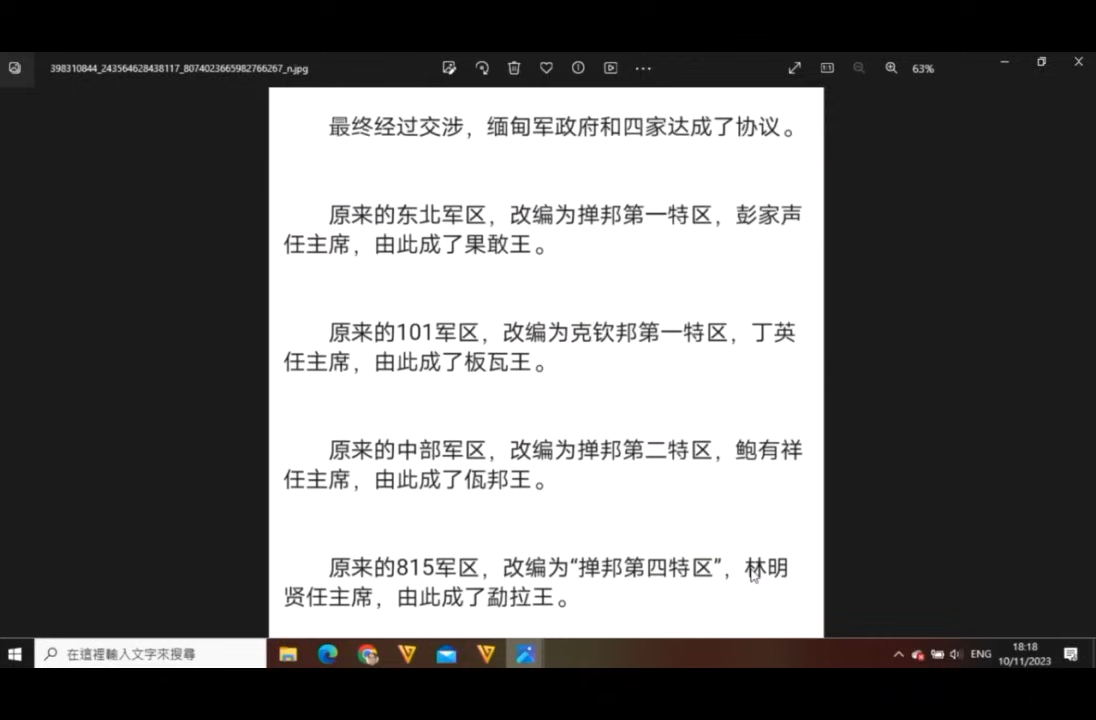 398310844_243564628438117_8074023665982766267_n.jpg
63%
最终经过交涉，缅甸军政府和四家达成了协议。
原来的东北军区，改编为掸邦第一特区，彭家声
任主席，由此成了果敢王。
原来的101军区，改编为克钦邦第一特区，丁英
任主席，由此成了板瓦王。
原来的中部军区，改编为掸邦第二特区，鲍有祥
任主席，由此成了佤邦王。
原来的815军区，改编为“掸邦第四特区”，林明
贤任主席，由此成了勐拉王。
在這裡輸入文字來搜尋
ENG
18:18
10/11/2023